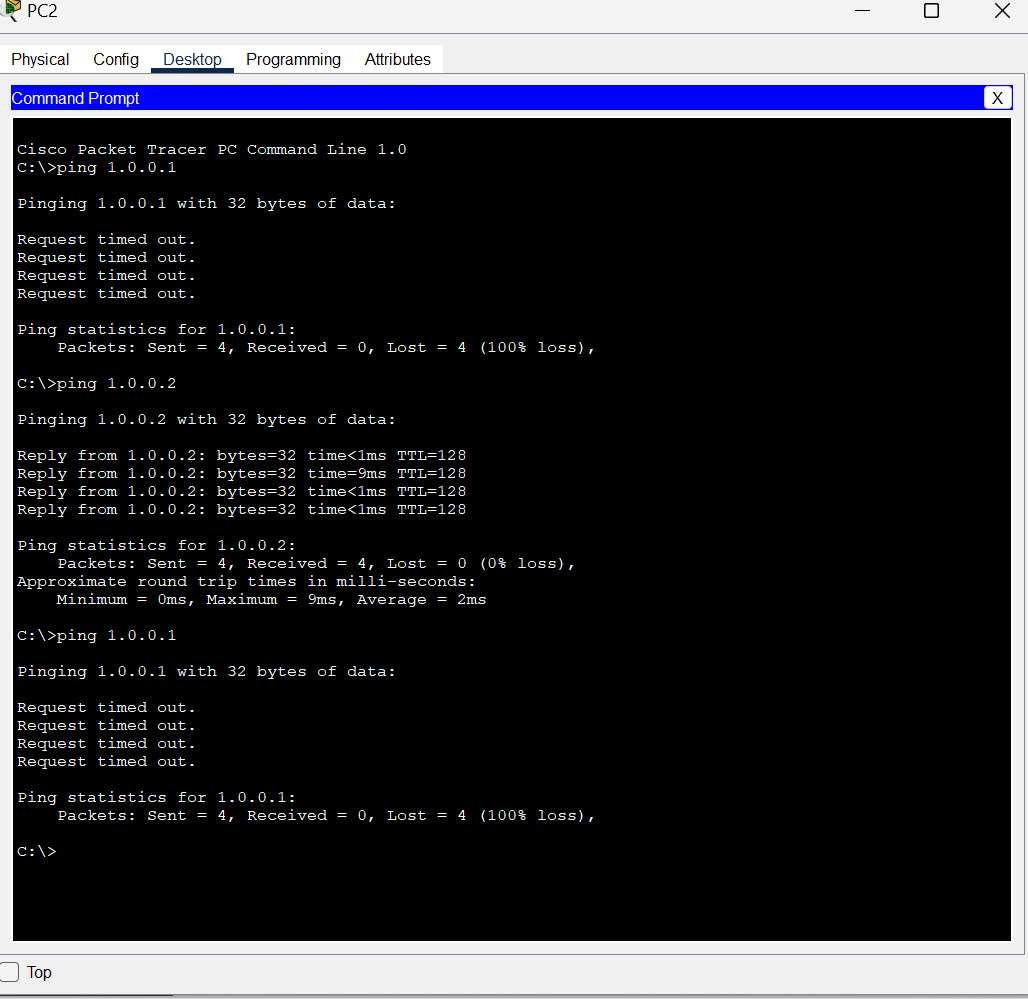 PC2
Physical Config Desktop Programming Attributes
Command Prompt
X
Cisco Packet Tracer PC Command Line 1.0
C:\>ping 1.0.0.1
Pinging 1.0.0.1 with 32 bytes of data:
Request timed out.
Request timed out.
Request timed out.
Request timed out.
Ping statistics for 1.0.0.1:
    Packets: Sent = 4, Received = 0, Lost = 4 (100% loss),
C:\>ping 1.0.0.2
Pinging 1.0.0.2 with 32 bytes of data:
Reply from 1.0.0.2: bytes=32 time<1ms TTL=128
Reply from 1.0.0.2: bytes=32 time=9ms TTL=128
Reply from 1.0.0.2: bytes=32 time<1ms TTL=128
Reply from 1.0.0.2: bytes=32 time<1ms TTL=128
Ping statistics for 1.0.0.2:
    Packets: Sent = 4, Received = 4, Lost = 0 (0% loss),
Approximate round trip times in milli-seconds:
    Minimum = 0ms, Maximum = 9ms, Average = 2ms
C:\>ping 1.0.0.1
Pinging 1.0.0.1 with 32 bytes of data:
Request timed out.
Request timed out.
Request timed out.
Request timed out.
Ping statistics for 1.0.0.1:
    Packets: Sent = 4, Received = 0, Lost = 4 (100% loss),
C:\>
Top